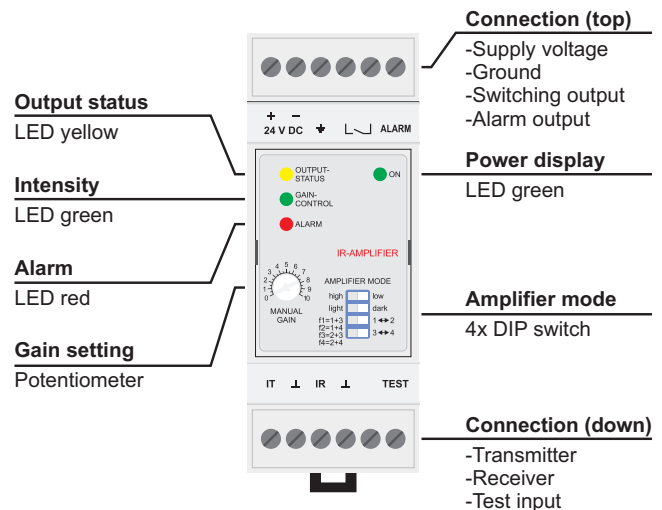 Connection (top)
-Supply voltage
-Ground
-Switching output
-Alarm output
Output status
LED yellow
+ –
24 V DC ALARM
Power display
LED green
OUTPUT-
STATUS
ON
Intensity
LED green
GAIN-
CONTROL
ALARM
Alarm
LED red
IR-AMPLIFIER
0 1 2 3 4 5 6 7 8 9 10
MANUAL
GAIN
AMPLIFIER MODE
high low
light dark
f1=1+3 1↔2
f2=1+4
f3=2+3 3↔4
f4=2+4
Amplifier mode
4x DIP switch
Gain setting
Potentiometer
IT ⊥ IR ⊥ TEST
Connection (down)
-Transmitter
-Receiver
-Test input